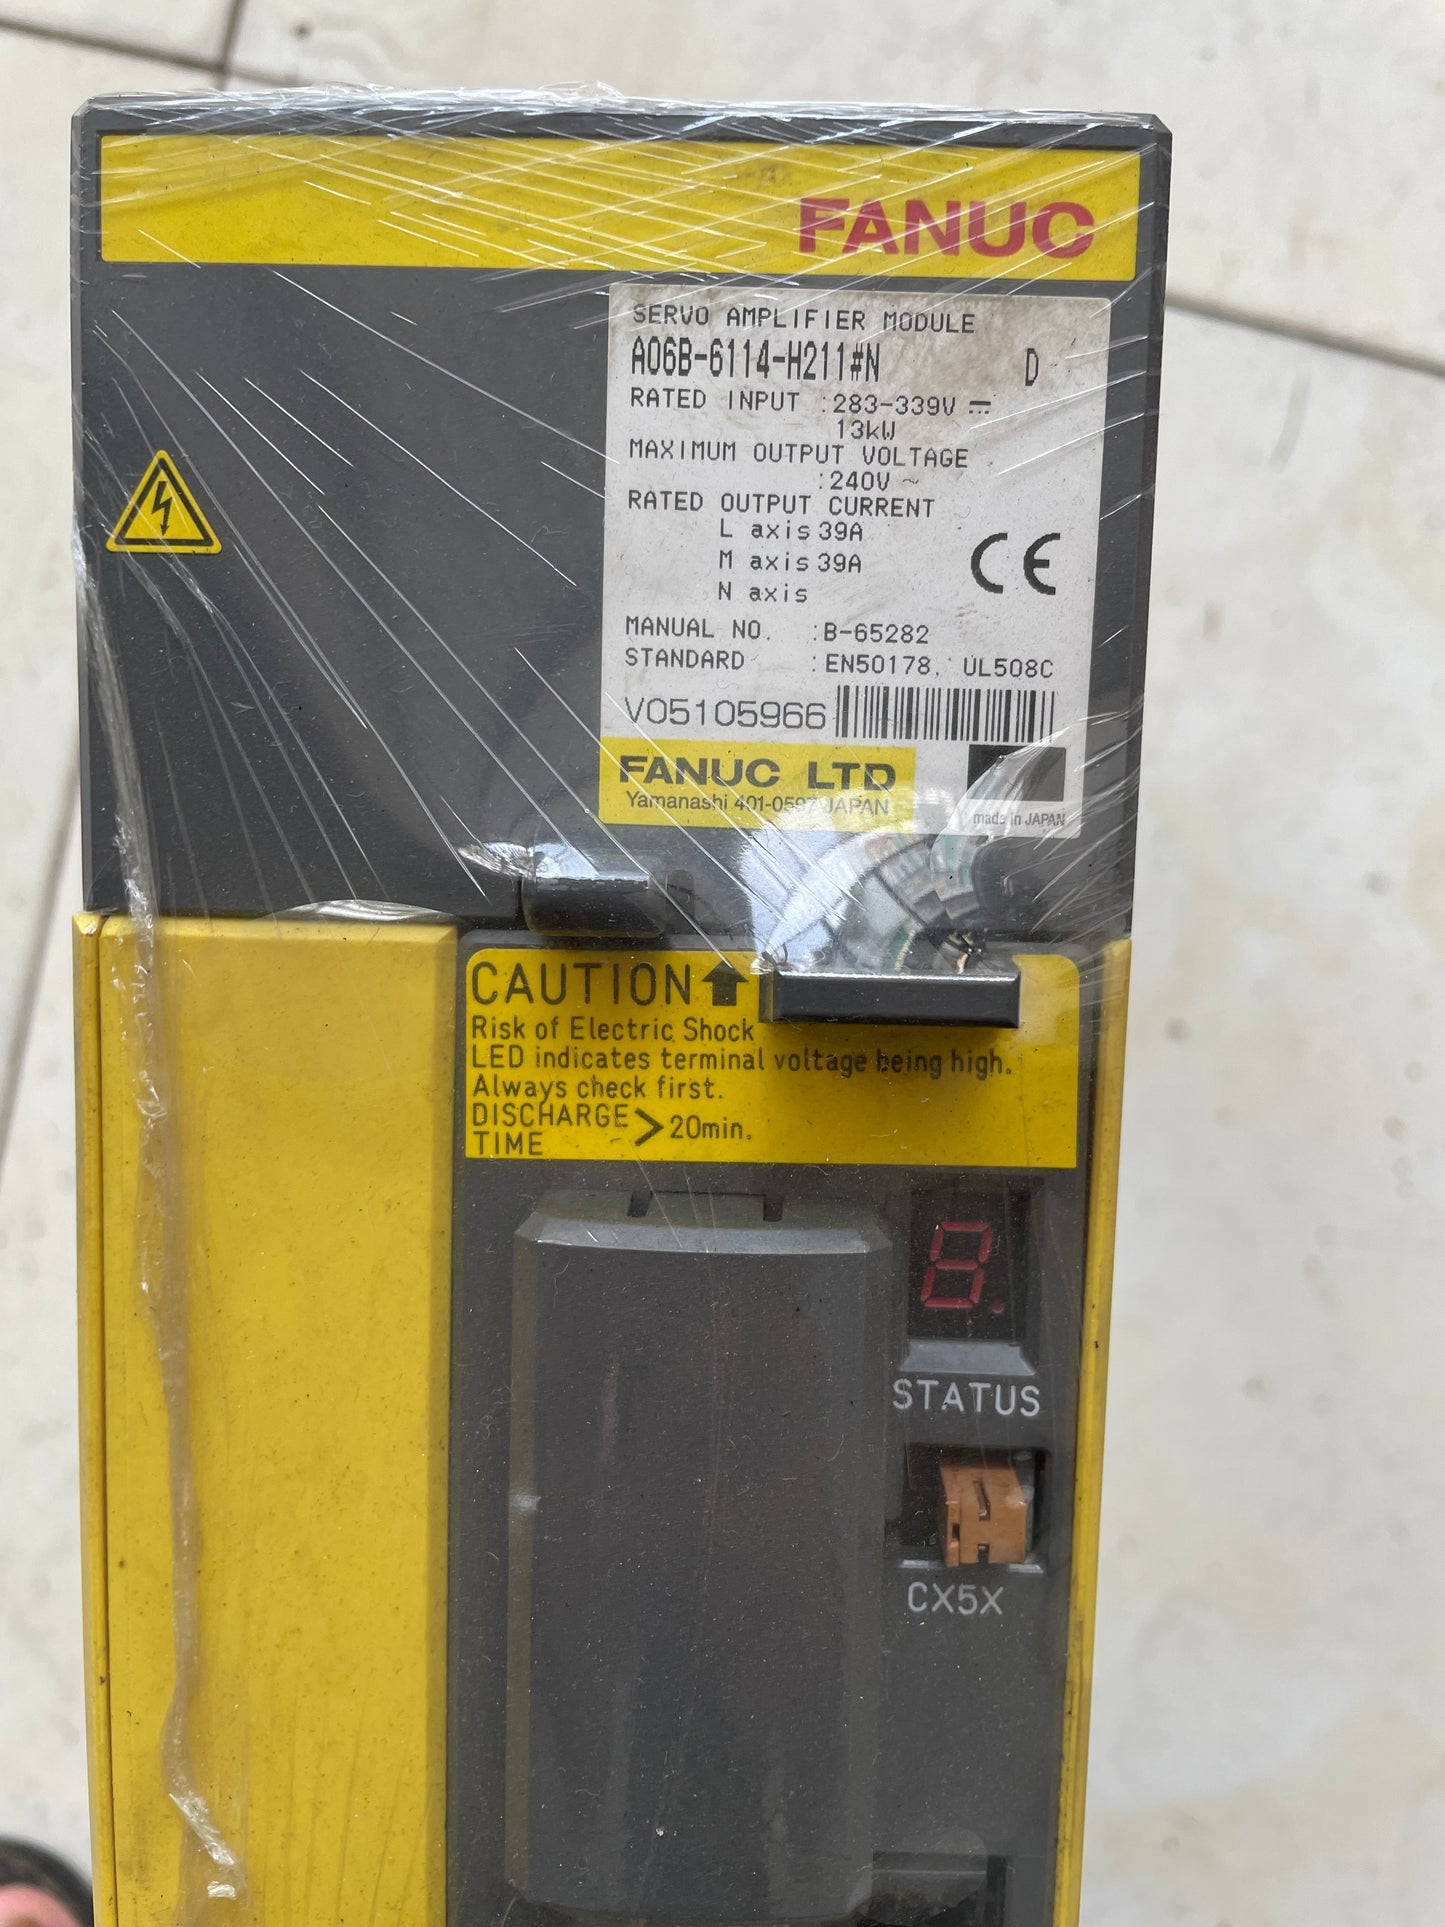 FANUC
SERVO AMPLIFIER MODULE
A06B-6114-H211#N D
RATED INPUT :283-339V ⎓
13kW
MAXIMUM OUTPUT VOLTAGE
:240V ~
RATED OUTPUT CURRENT
L axis 39A
M axis 39A
N axis
CE
MANUAL NO. :B-65282
STANDARD :EN50178, UL508C
V05105966
FANUC LTD
Yamanashi 401-0597 JAPAN
made in JAPAN
CAUTION ⬆
Risk of Electric Shock
LED indicates terminal voltage being high.
Always check first.
DISCHARGE TIME > 20min.
8.
STATUS
CX5X